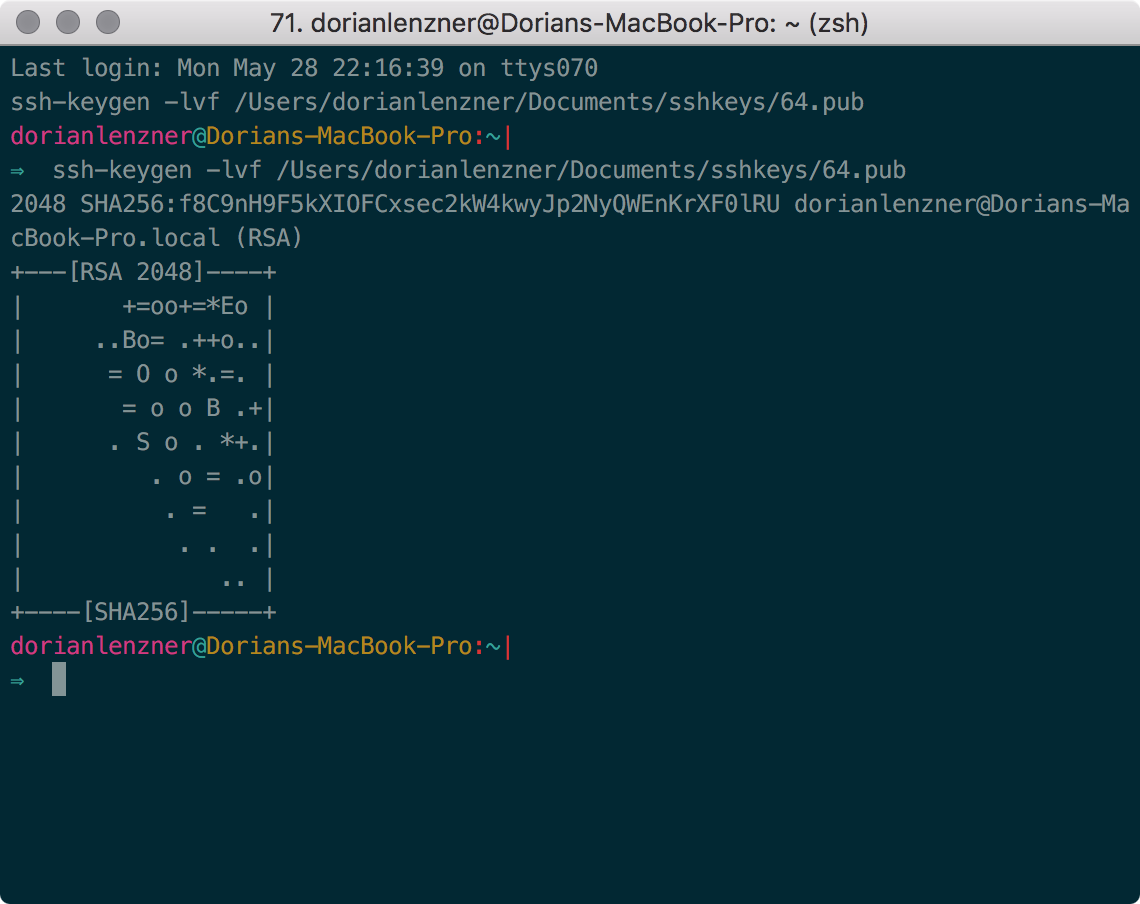 71. dorianlenzner@Dorians-MacBook-Pro: ~ (zsh)
Last login: Mon May 28 22:16:39 on ttys070
ssh-keygen -lvf /Users/dorianlenzner/Documents/sshkeys/64.pub
dorianlenzner@Dorians-MacBook-Pro:~|
⇒  ssh-keygen -lvf /Users/dorianlenzner/Documents/sshkeys/64.pub
2048 SHA256:f8C9nH9F5kXIOFCxsec2kW4kwyJp2NyQWEnKrXF0lRU dorianlenzner@Dorians-Ma
cBook-Pro.local (RSA)
+---[RSA 2048]----+
|       +=oo+=*Eo |
|     ..Bo= .++o..|
|      = O o *.=. |
|       = o o B .+|
|      . S o . *+.|
|         . o = .o|
|          . =   .|
|           . .  .|
|              .. |
+----[SHA256]-----+
dorianlenzner@Dorians-MacBook-Pro:~|
⇒